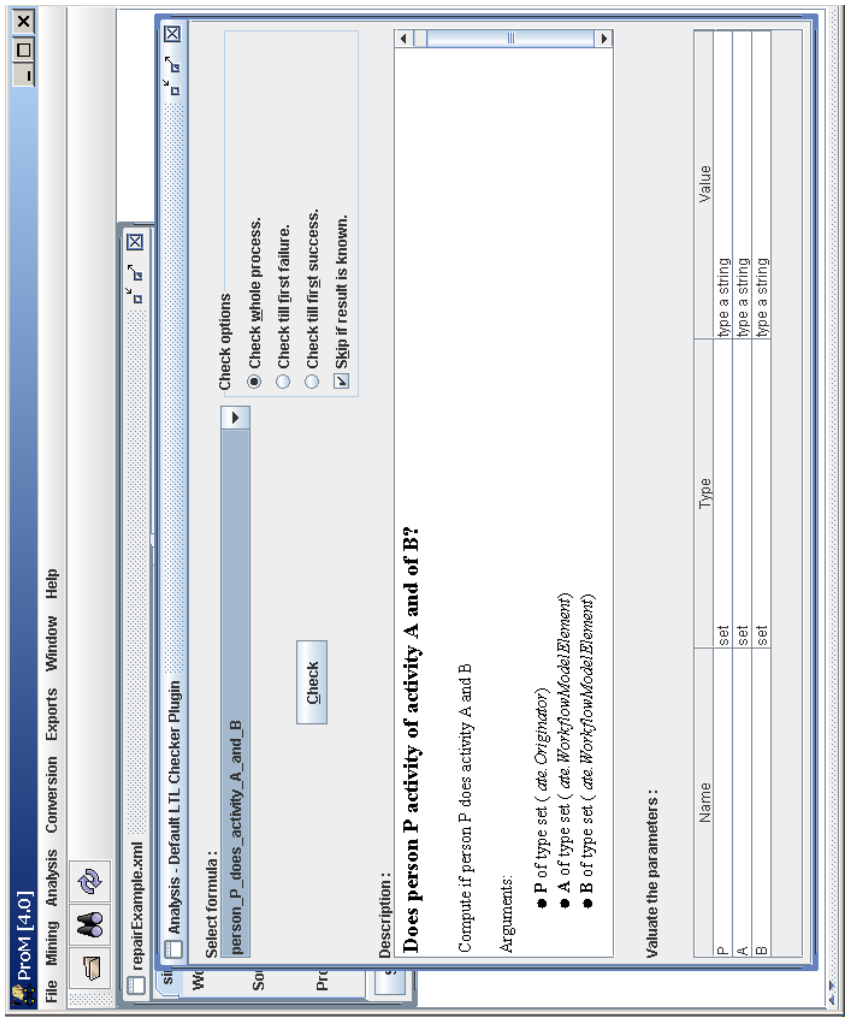 ProM [4.0]
File Mining Analysis Conversion Exports Window Help
repairExample.xml
Analysis - Default LTL Checker Plugin
Select formula :
person_P_does_activity_A_and_B
Check options
Check whole process.
Check till first failure.
Check till first success.
Skip if result is known.
Check
Description :
Does person P activity of activity A and of B?
Compute if person P does activity A and B
Arguments:
● P of type set ( ate.Originator)
● A of type set ( ate.WorkflowModelElement)
● B of type set ( ate.WorkflowModelElement)
Valuate the parameters :
Name Type Value
P set type a string
A set type a string
B set type a string